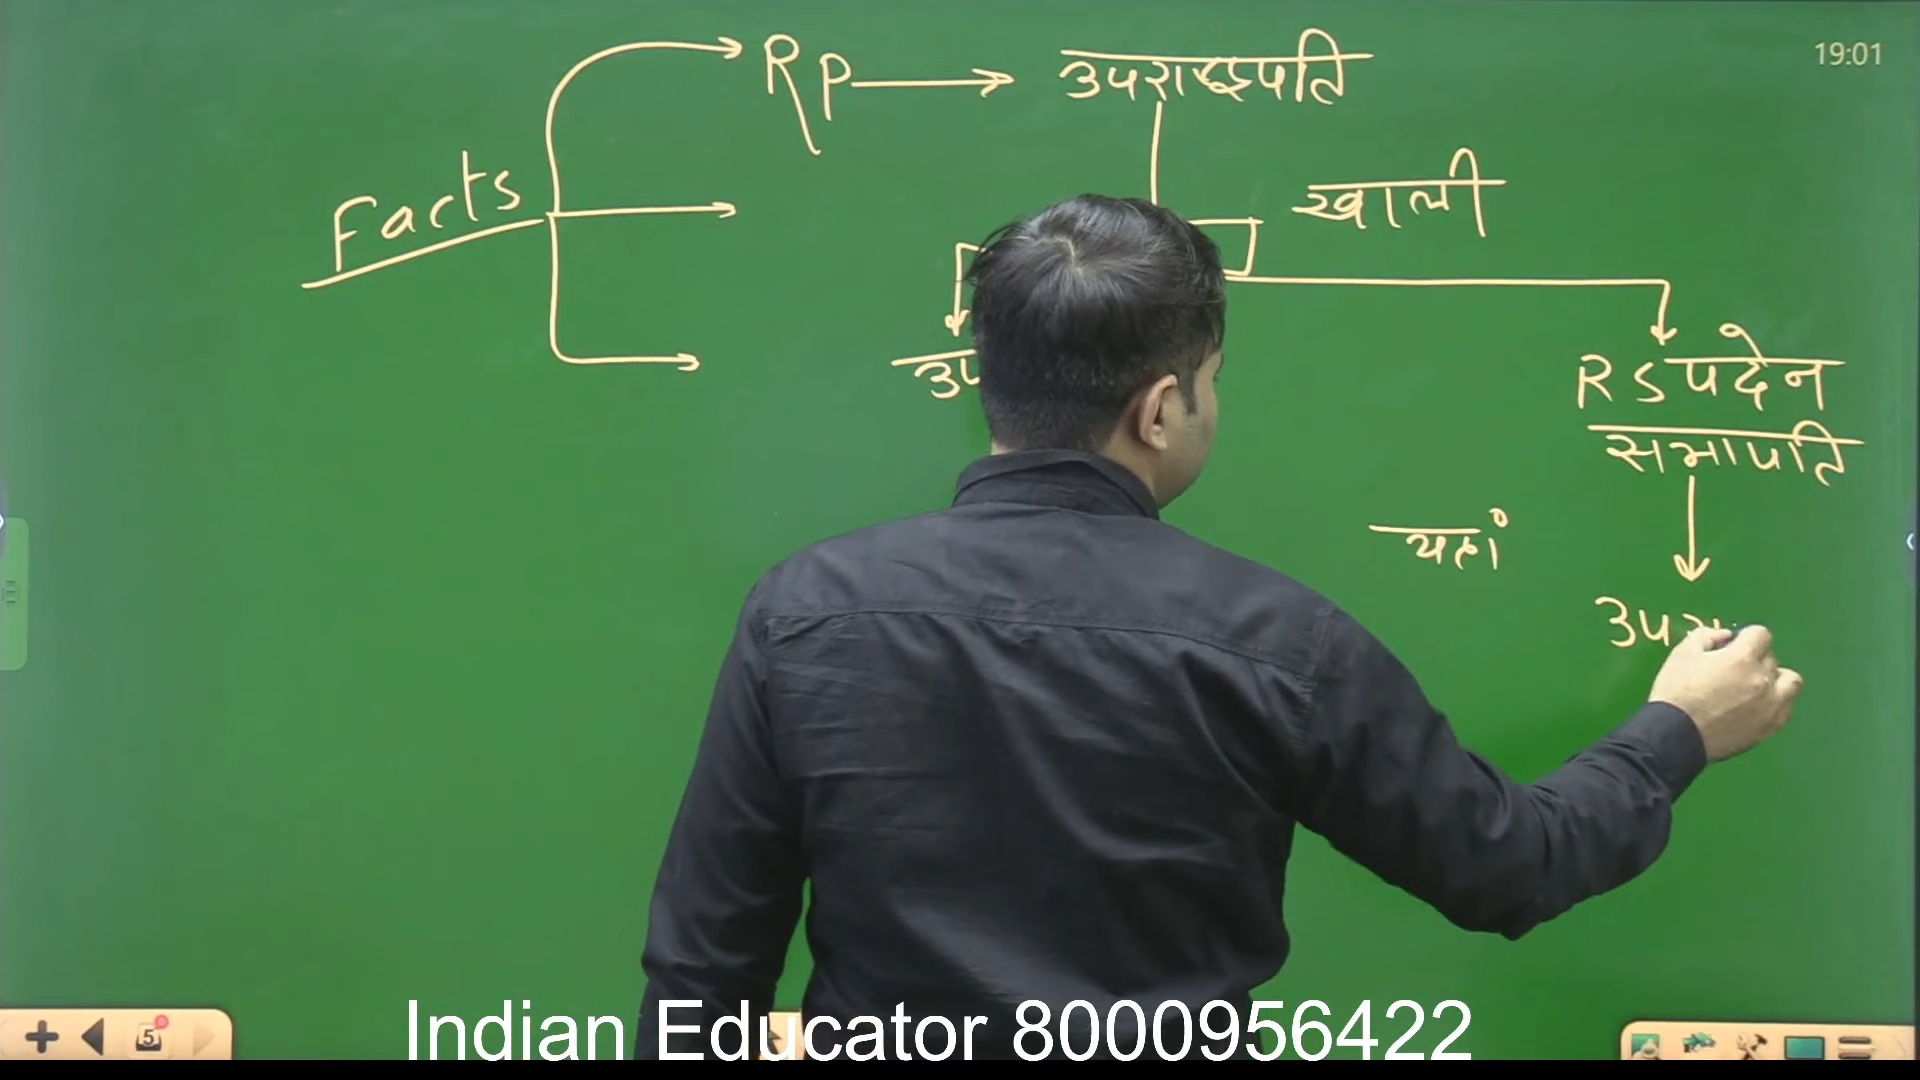 19:01
Rp
उपराष्ट्रपति
Facts
खाली
RS पदेन
सभापति
यहां
Indian Educator 8000956422